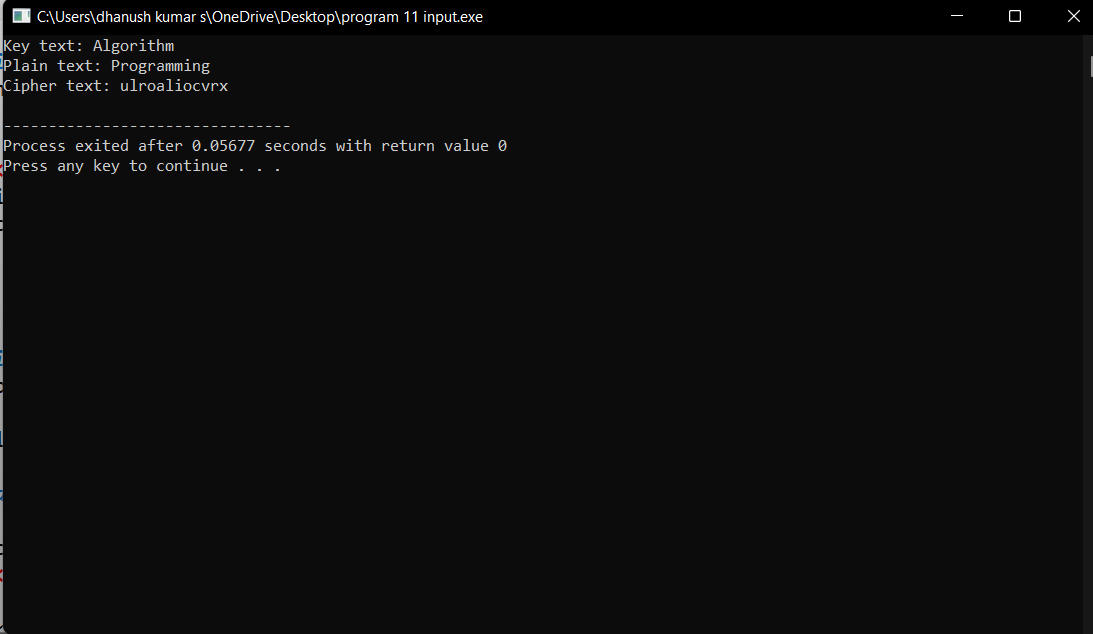 C:\Users\dhanush kumar s\OneDrive\Desktop\program 11 input.exe
Key text: Algorithm
Plain text: Programming
Cipher text: ulroaliocvrx
--------------------------------
Process exited after 0.05677 seconds with return value 0
Press any key to continue . . .